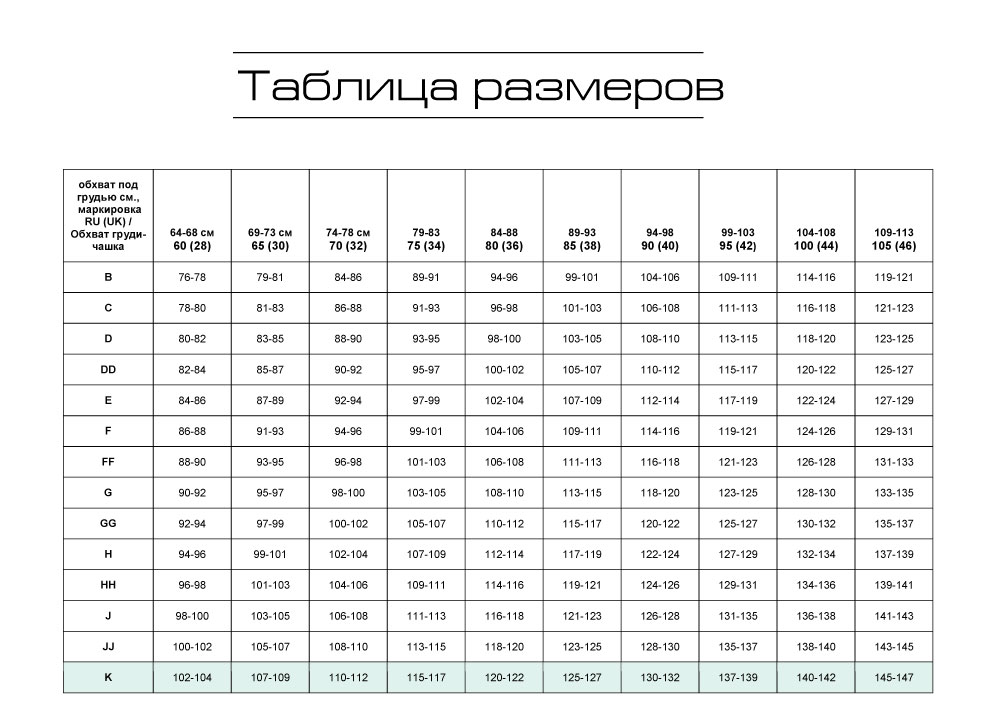 Таблица размеров
обхват под
грудью см.,
маркировка
RU (UK) /
Обхват груди-
чашка
64-68 см 69-73 см 74-78 см 79-83 84-88 89-93 94-98 99-103 104-108 109-113
60 (28) 65 (30) 70 (32) 75 (34) 80 (36) 85 (38) 90 (40) 95 (42) 100 (44) 105 (46)
B 76-78 79-81 84-86 89-91 94-96 99-101 104-106 109-111 114-116 119-121
C 78-80 81-83 86-88 91-93 96-98 101-103 106-108 111-113 116-118 121-123
D 80-82 83-85 88-90 93-95 98-100 103-105 108-110 113-115 118-120 123-125
DD 82-84 85-87 90-92 95-97 100-102 105-107 110-112 115-117 120-122 125-127
E 84-86 87-89 92-94 97-99 102-104 107-109 112-114 117-119 122-124 127-129
F 86-88 91-93 94-96 99-101 104-106 109-111 114-116 119-121 124-126 129-131
FF 88-90 93-95 96-98 101-103 106-108 111-113 116-118 121-123 126-128 131-133
G 90-92 95-97 98-100 103-105 108-110 113-115 118-120 123-125 128-130 133-135
GG 92-94 97-99 100-102 105-107 110-112 115-117 120-122 125-127 130-132 135-137
H 94-96 99-101 102-104 107-109 112-114 117-119 122-124 127-129 132-134 137-139
HH 96-98 101-103 104-106 109-111 114-116 119-121 124-126 129-131 134-136 139-141
J 98-100 103-105 106-108 111-113 116-118 121-123 126-128 131-135 136-138 141-143
JJ 100-102 105-107 108-110 113-115 118-120 123-125 128-130 135-137 138-140 143-145
K 102-104 107-109 110-112 115-117 120-122 125-127 130-132 137-139 140-142 145-147